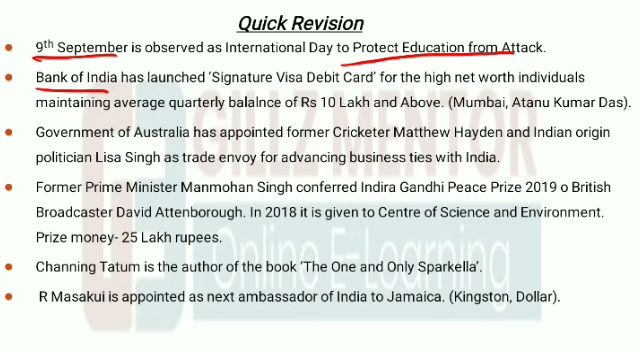 Quick Revision
• 9th September is observed as International Day to Protect Education from Attack.
• Bank of India has launched ‘Signature Visa Debit Card’ for the high net worth individuals
maintaining average quarterly balalnce of Rs 10 Lakh and Above. (Mumbai, Atanu Kumar Das).
• Government of Australia has appointed former Cricketer Matthew Hayden and Indian origin
politician Lisa Singh as trade envoy for advancing business ties with India.
• Former Prime Minister Manmohan Singh conferred Indira Gandhi Peace Prize 2019 o British
Broadcaster David Attenborough. In 2018 it is given to Centre of Science and Environment.
Prize money- 25 Lakh rupees.
• Channing Tatum is the author of the book ‘The One and Only Sparkella’.
• R Masakui is appointed as next ambassador of India to Jamaica. (Kingston, Dollar).
GILLZ MENTOR
Online E-Learning